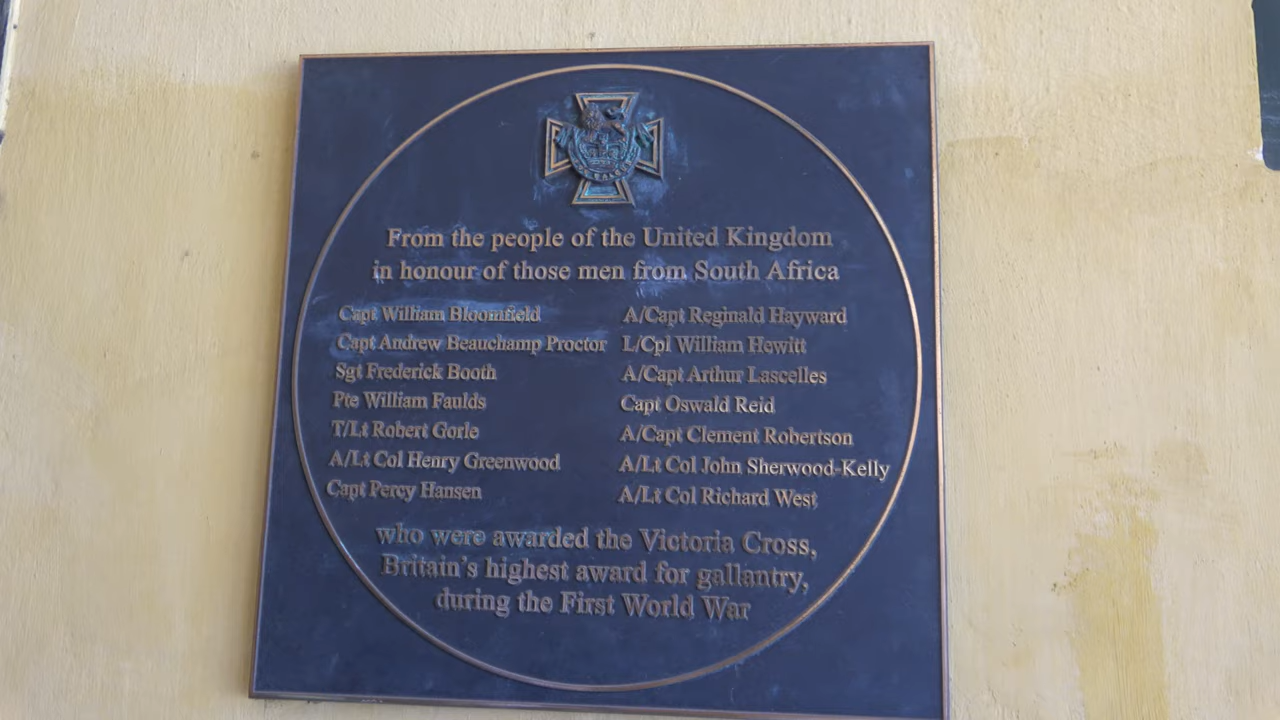 From the people of the United Kingdom
in honour of those men from South Africa
Capt William Bloomfield
Capt Andrew Beauchamp Proctor
Sgt Frederick Booth
Pte William Faulds
T/Lt Robert Gorle
A/Lt Col Henry Greenwood
Capt Percy Hansen
A/Capt Reginald Hayward
L/Cpl William Hewitt
A/Capt Arthur Lascelles
Capt Oswald Reid
A/Capt Clement Robertson
A/Lt Col John Sherwood-Kelly
A/Lt Col Richard West
who were awarded the Victoria Cross,
Britain's highest award for gallantry,
during the First World War